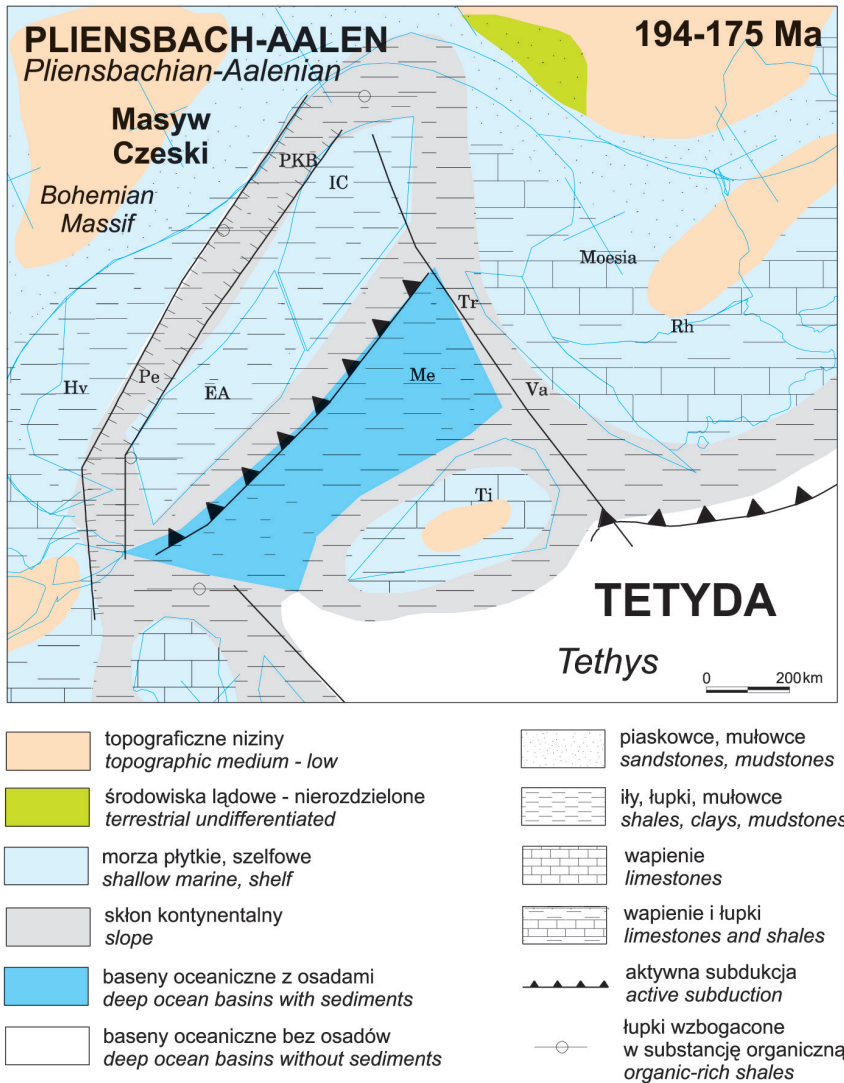 PLIENSBACH-AALEN
Pliensbachian-Aalenian
194-175 Ma
Masyw
Czeski
Bohemian
Massif
PKB
IC
Moesia
Tr
Rh
Hv
Pe
EA
Me
Va
Ti
TETYDA
Tethys
0 200 km
topograficzne niziny
topographic medium - low
środowiska lądowe - nierozdzielone
terrestrial undifferentiated
morza płytkie, szelfowe
shallow marine, shelf
skłon kontynentalny
slope
baseny oceaniczne z osadami
deep ocean basins with sediments
baseny oceaniczne bez osadów
deep ocean basins without sediments
piaskowce, mułowce
sandstones, mudstones
iły, łupki, mułowce
shales, clays, mudstones
wapienie
limestones
wapienie i łupki
limestones and shales
aktywna subdukcja
active subduction
łupki wzbogacone
w substancję organiczną
organic-rich shales